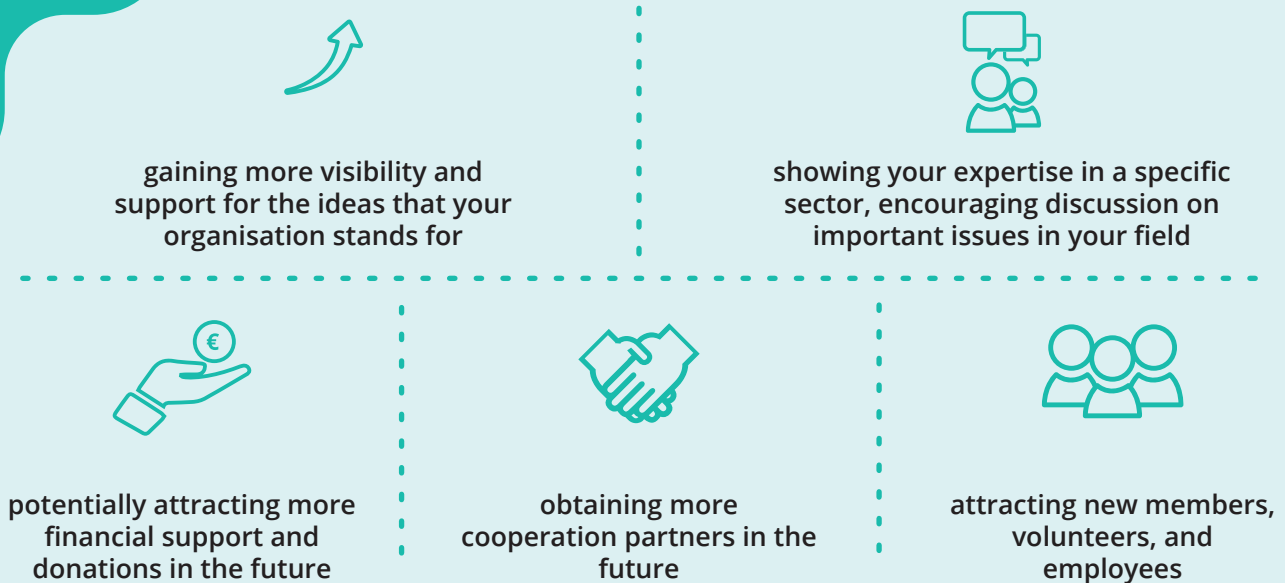 gaining more visibility and
support for the ideas that your
organisation stands for
showing your expertise in a specific
sector, encouraging discussion on
important issues in your field
€
potentially attracting more
financial support and
donations in the future
obtaining more
cooperation partners in the
future
attracting new members,
volunteers, and
employees